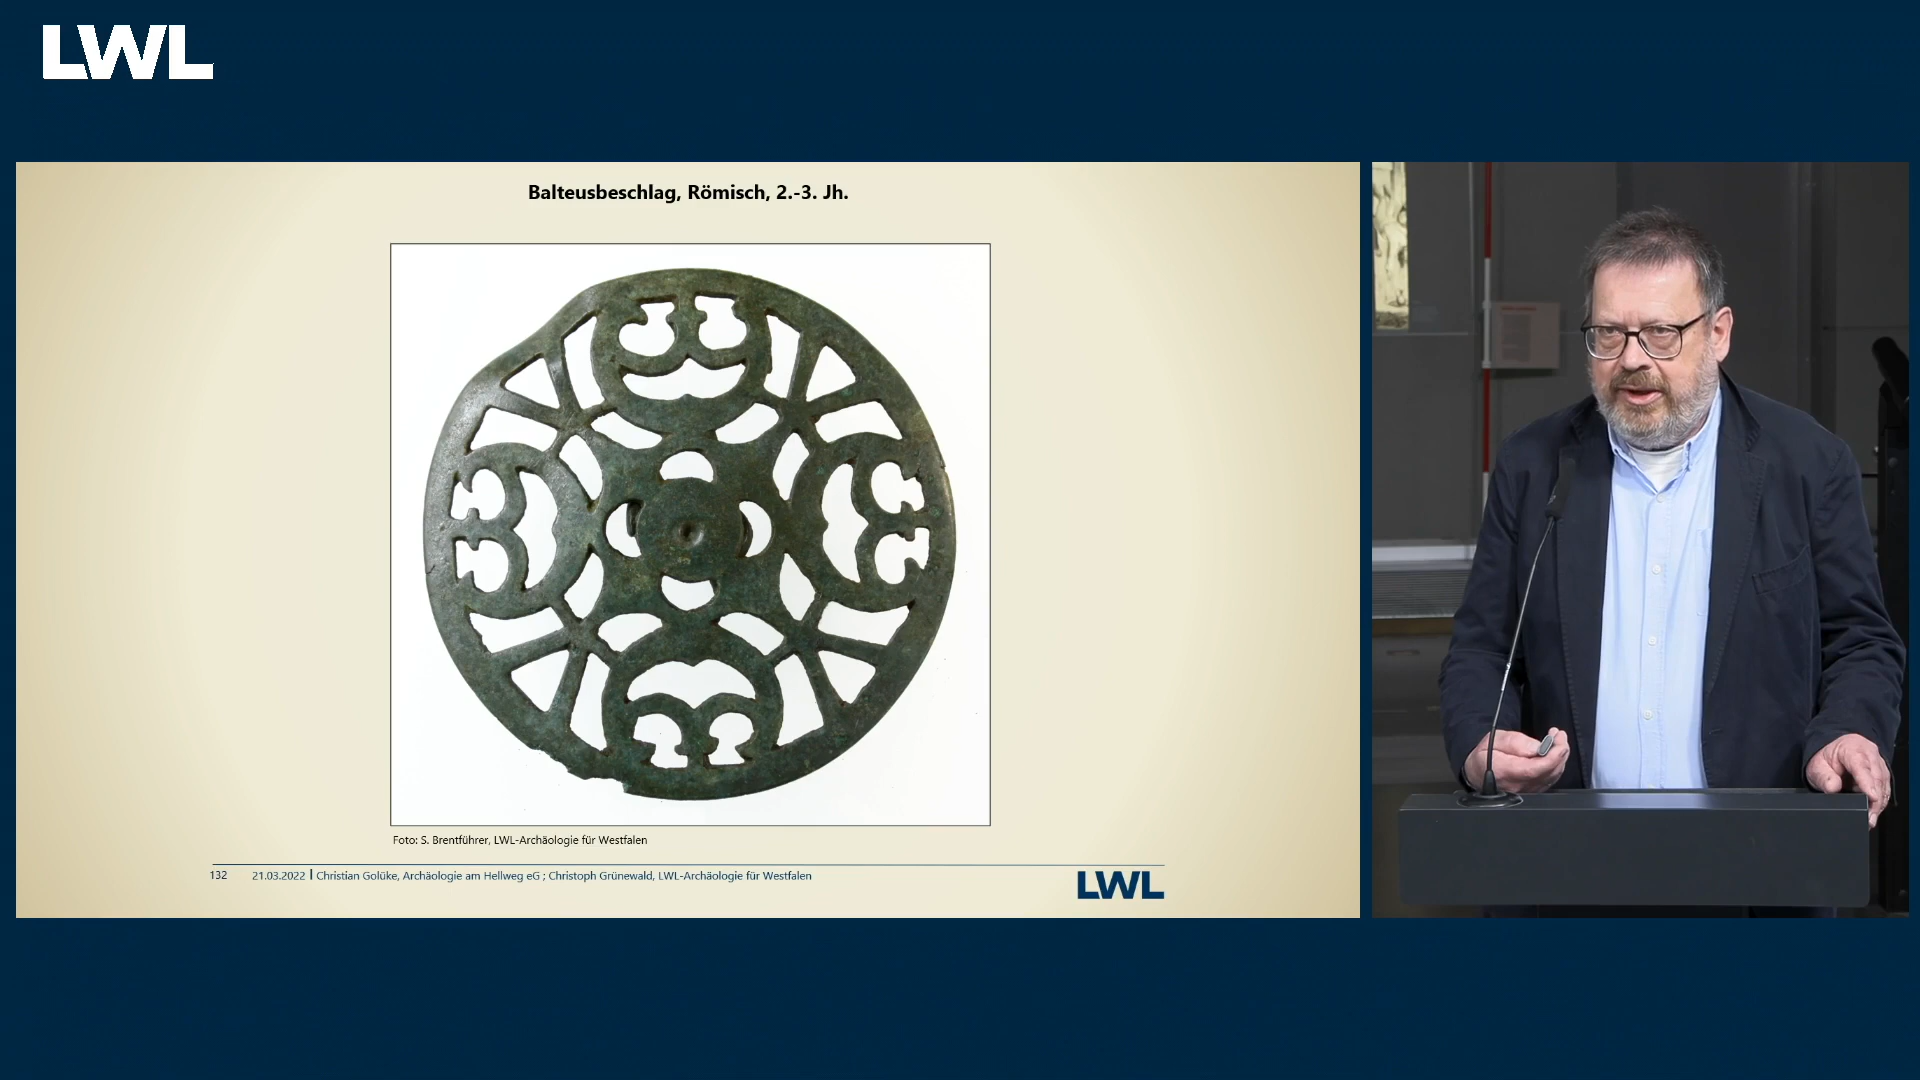 LWL
Balteusbeschlag, Römisch, 2.-3. Jh.
Foto: S. Brentführer, LWL-Archäologie für Westfalen
132 21.03.2022 | Christian Golüke, Archäologie am Hellweg eG ; Christoph Grünewald, LWL-Archäologie für Westfalen
LWL